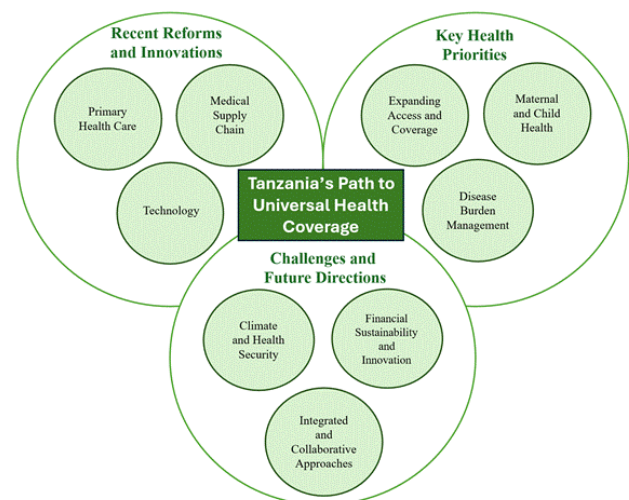 Recent Reforms
and Innovations
Primary
Health Care
Medical
Supply
Chain
Technology
Key Health
Priorities
Expanding
Access and
Coverage
Maternal
and Child
Health
Disease
Burden
Management
Tanzania's Path to
Universal Health
Coverage
Challenges and
Future Directions
Climate
and Health
Security
Financial
Sustainability
and
Innovation
Integrated
and
Collaborative
Approaches